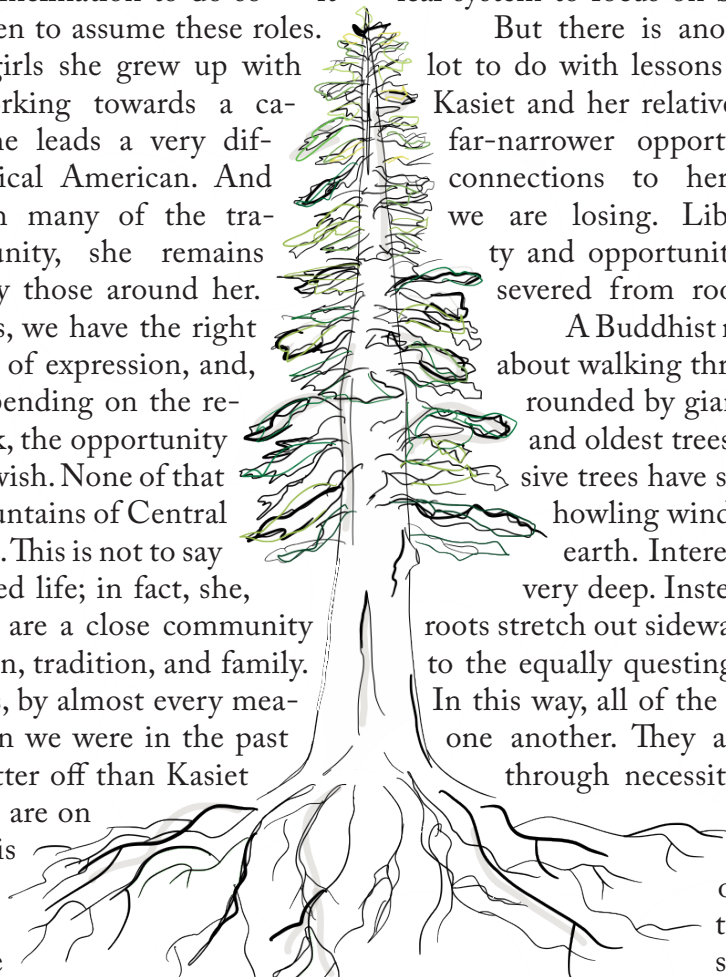 en to assume these roles.
girls she grew up with
rking towards a ca-
ne leads a very dif-
ical American. And
n many of the tra-
unity, she remains
y those around her.
s, we have the right
of expression, and,
pending on the re-
k, the opportunity
wish. None of that
untains of Central
. This is not to say
ed life; in fact, she,
are a close community
n, tradition, and family.
s, by almost every mea-
n we were in the past
tter off than Kasiet
are on
is
But there is ano
lot to do with lessons
Kasiet and her relative
far-narrower opport
connections to her
we are losing. Lib
ty and opportunit
severed from roo
A Buddhist
about walking thr
rounded by gia
and oldest trees
sive trees have s
howling wind
earth. Intere
very deep. Inste
roots stretch out sidewa
to the equally questing
In this way, all of the
one another. They a
through necessit